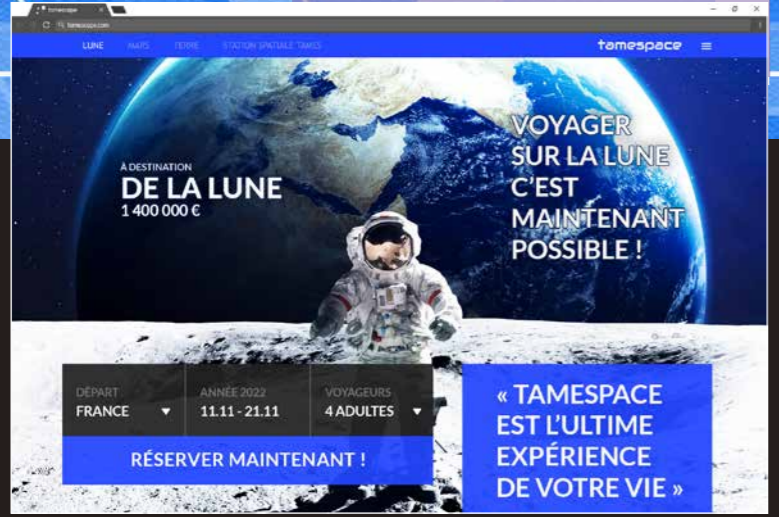 tamespace
tamespace.com
LUNE MARS TERRE STATION SPATIALE TAMES
tamespace
À DESTINATION
DE LA LUNE
1 400 000 €
VOYAGER
SUR LA LUNE
C'EST
MAINTENANT
POSSIBLE !
DÉPART
FRANCE
ANNÉE 2022
11.11 - 21.11
VOYAGEURS
4 ADULTES
RÉSERVER MAINTENANT !
« TAMESPACE
EST L'ULTIME
EXPÉRIENCE
DE VOTRE VIE »